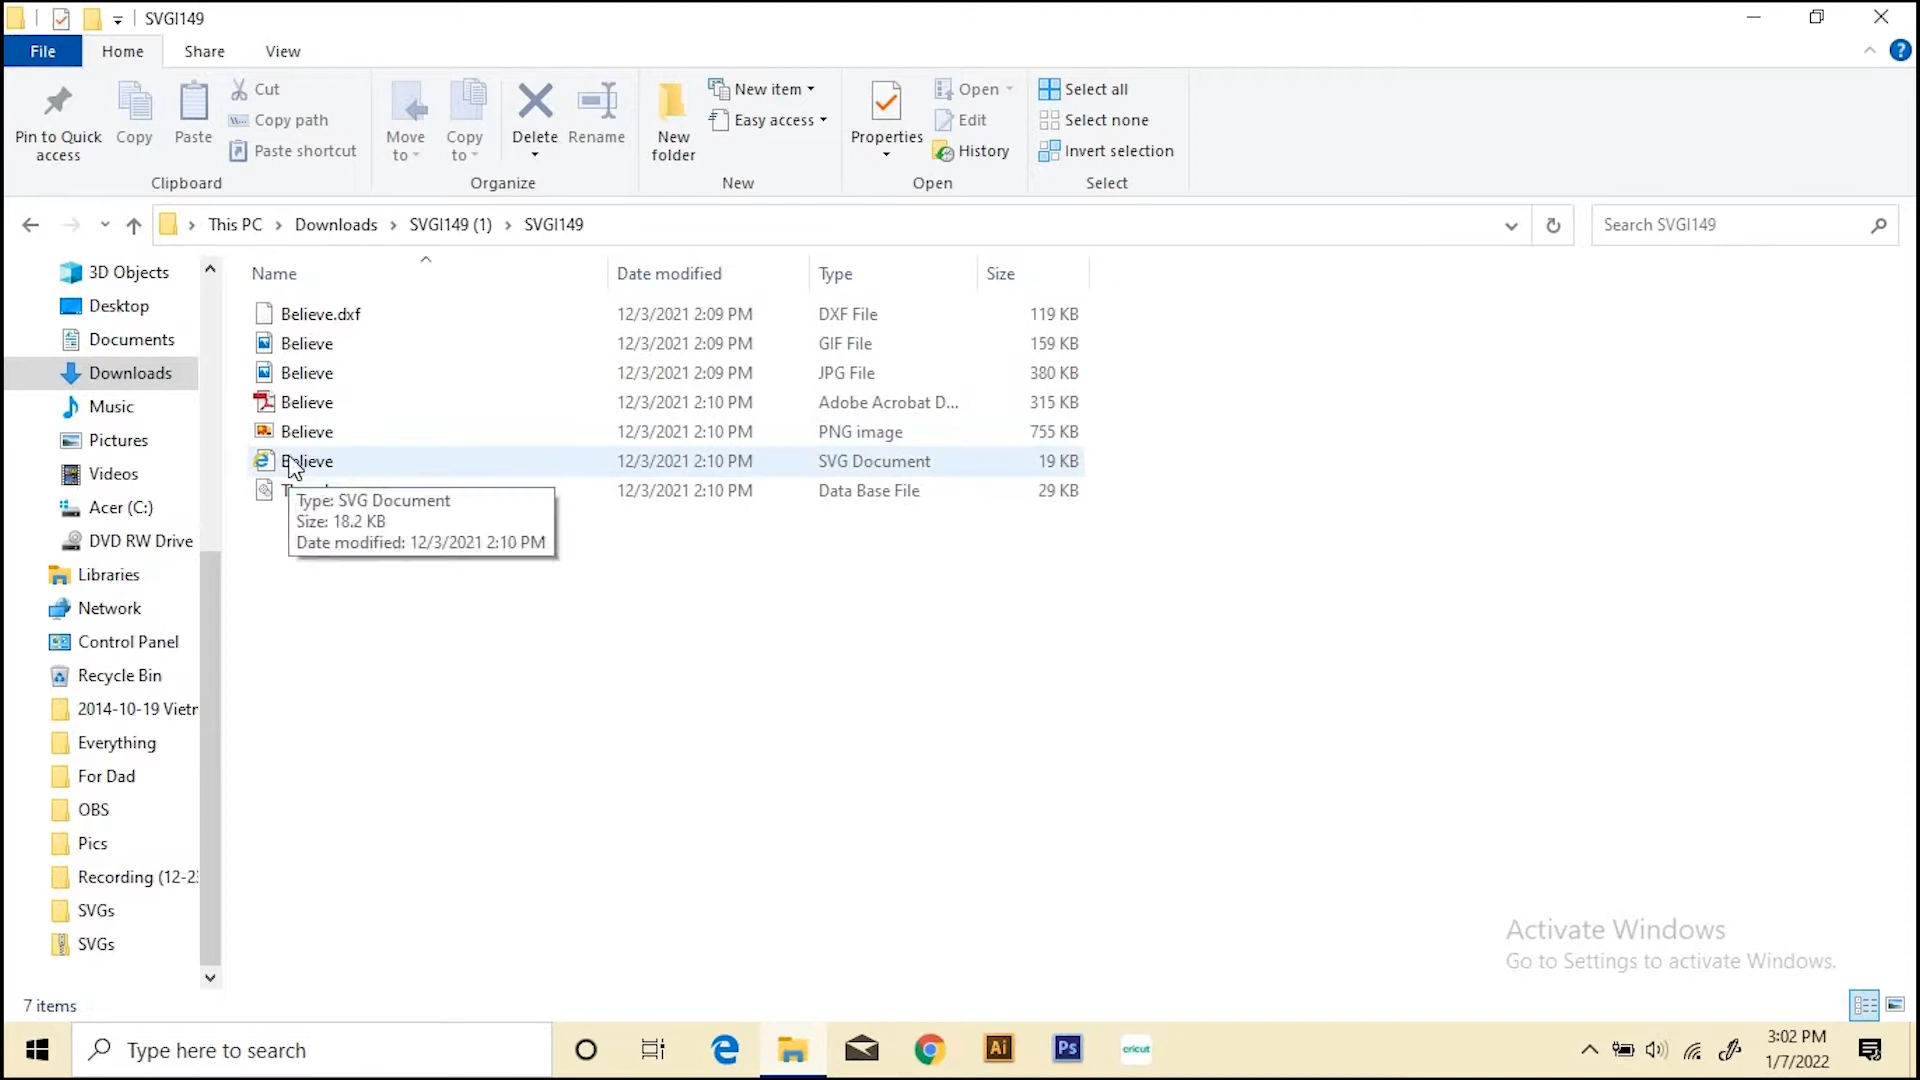 SVGI149
File Home Share View
Pin to Quick access
Copy
Paste
Cut
Copy path
Paste shortcut
Clipboard
Move to
Copy to
Delete
Rename
Organize
New folder
New item
Easy access
New
Properties
Open
Edit
History
Open
Select all
Select none
Invert selection
Select
This PC > Downloads > SVGI149 (1) > SVGI149
Search SVGI149
3D Objects
Desktop
Documents
Downloads
Music
Pictures
Videos
Acer (C:)
DVD RW Drive
Libraries
Network
Control Panel
Recycle Bin
2014-10-19 Vietn
Everything
For Dad
OBS
Pics
Recording (12-23
SVGs
SVGs
Name Date modified Type Size
Believe.dxf 12/3/2021 2:09 PM DXF File 119 KB
Believe 12/3/2021 2:09 PM GIF File 159 KB
Believe 12/3/2021 2:09 PM JPG File 380 KB
Believe 12/3/2021 2:10 PM Adobe Acrobat D... 315 KB
Believe 12/3/2021 2:10 PM PNG image 755 KB
Believe 12/3/2021 2:10 PM SVG Document 19 KB
12/3/2021 2:10 PM Data Base File 29 KB
Type: SVG Document
Size: 18.2 KB
Date modified: 12/3/2021 2:10 PM
Activate Windows
Go to Settings to activate Windows.
7 items
Type here to search
Ai
Ps
cricut
3:02 PM
1/7/2022